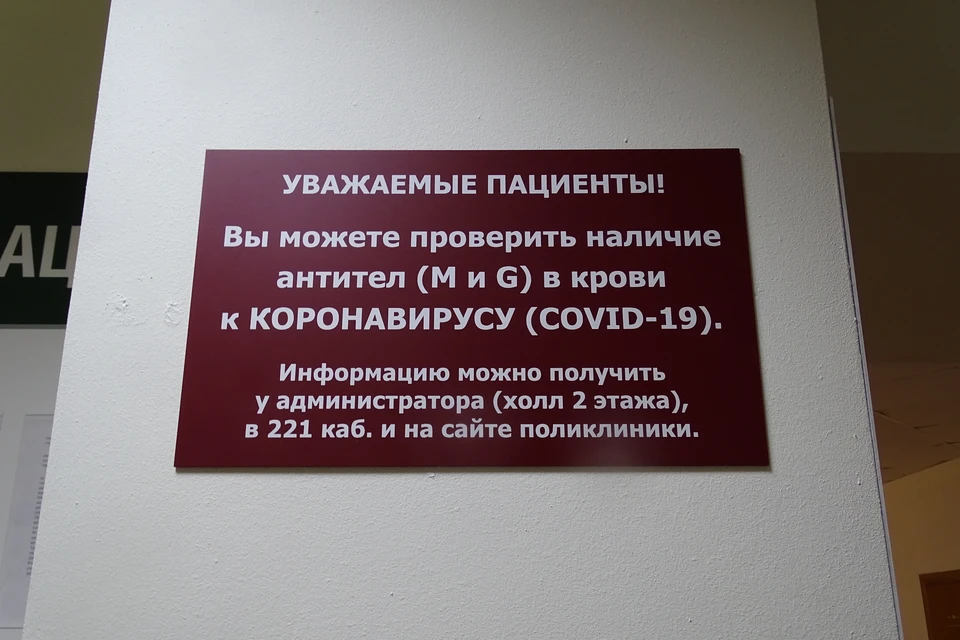 УВАЖАЕМЫЕ ПАЦИЕНТЫ!
Вы можете проверить наличие
антител (M и G) в крови
к КОРОНАВИРУСУ (COVID-19).
Информацию можно получить
у администратора (холл 2 этажа),
в 221 каб. и на сайте поликлиники.